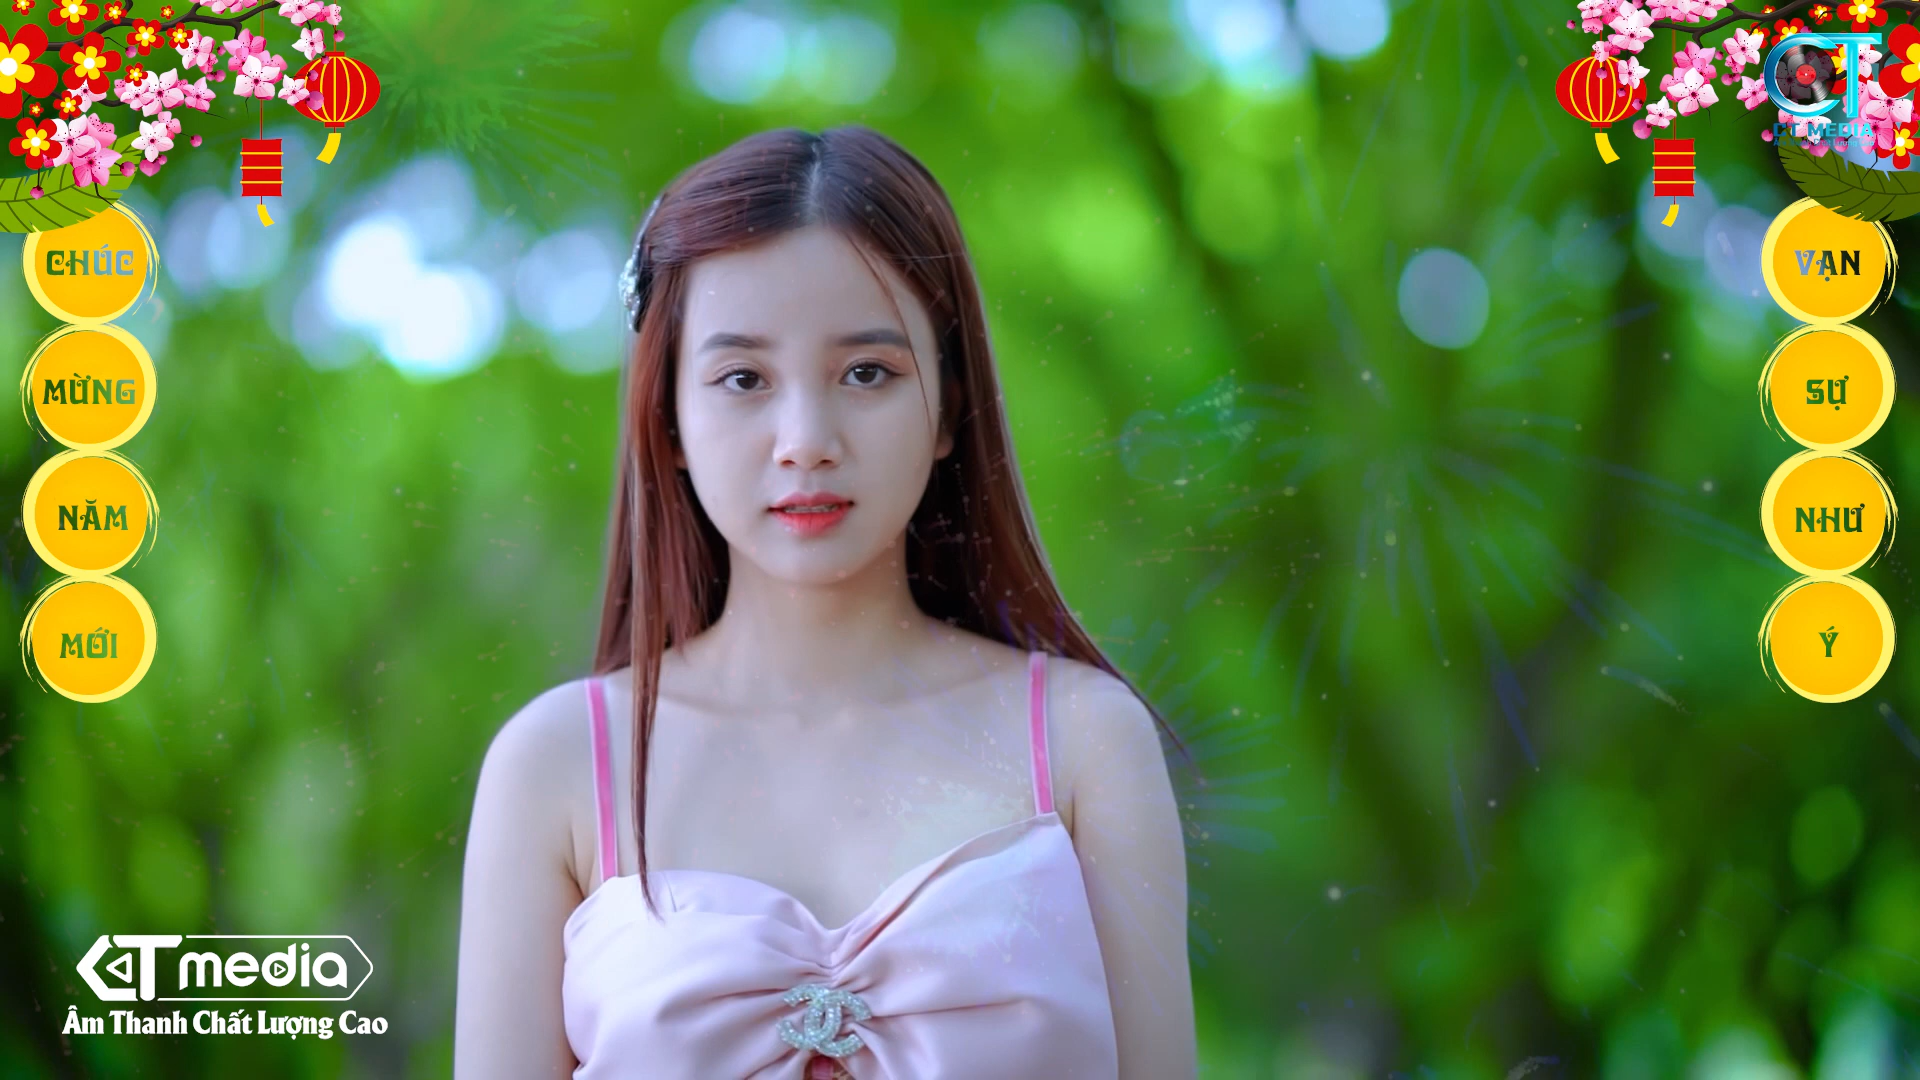 CHÚC
MỪNG
NĂM
MỚI
VẠN
SỰ
NHƯ
Ý
CT MEDIA
CT media
Âm Thanh Chất Lượng Cao